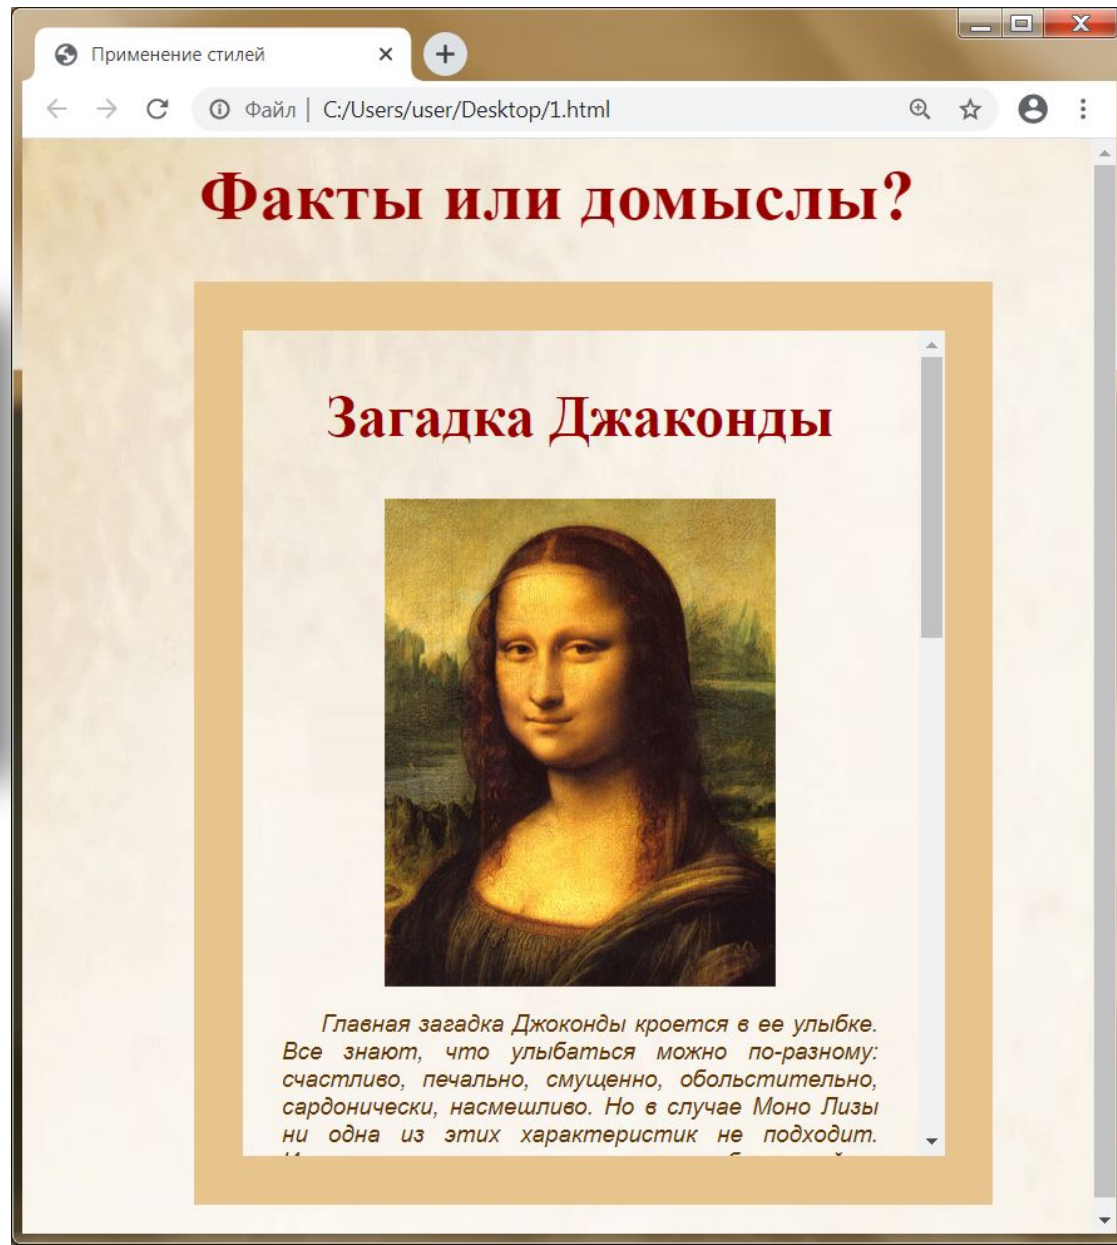 Применение стилей
Файл | C:/Users/user/Desktop/1.html
Факты или домыслы?
Загадка Джаконды
Главная загадка Джоконды кроется в ее улыбке.
Все знают, что улыбаться можно по-разному:
счастливо, печально, смущенно, обольстительно,
сардонически, насмешливо. Но в случае Моно Лизы
ни одна из этих характеристик не подходит.